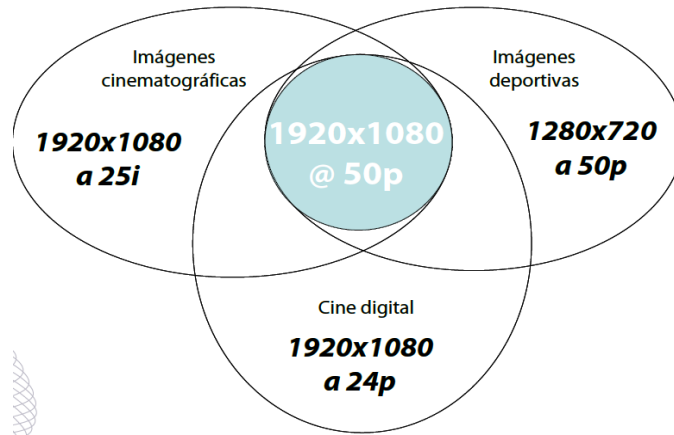 Imágenes
cinematográficas
1920x1080
a 25i
1920x1080
@ 50p
Imágenes
deportivas
1280x720
a 50p
Cine digital
1920x1080
a 24p